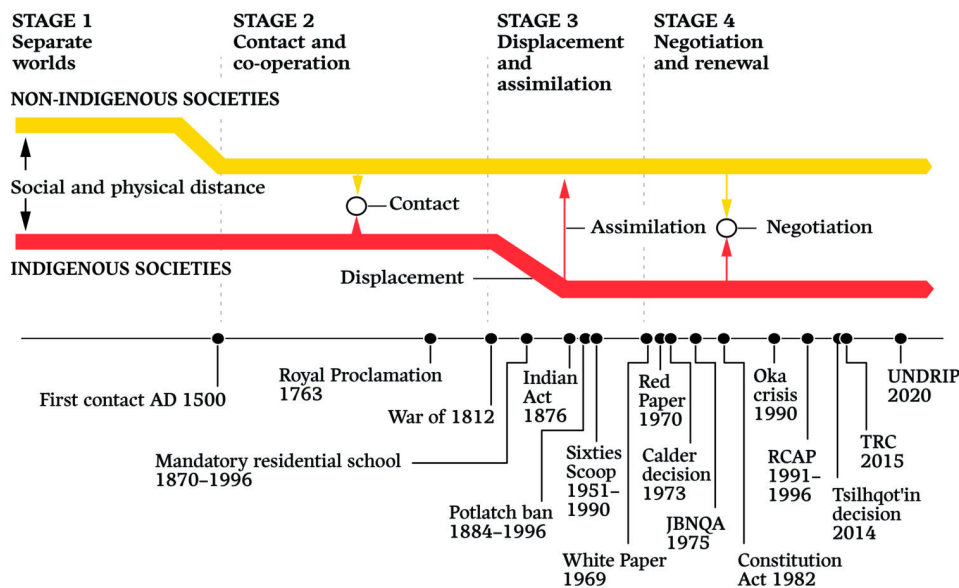 STAGE 1
Separate
worlds
STAGE 2
Contact and
co-operation
STAGE 3
Displacement
and
assimilation
STAGE 4
Negotiation
and renewal
NON-INDIGENOUS SOCIETIES
Social and physical distance
Contact
Assimilation
Negotiation
INDIGENOUS SOCIETIES
Displacement
First contact AD 1500
Royal Proclamation
1763
War of 1812
Mandatory residential school
1870–1996
Indian
Act
1876
Potlatch ban
1884–1996
Sixties
Scoop
1951–
1990
White Paper
1969
Red
Paper
1970
Calder
decision
1973
JBNQA
1975
Constitution
Act 1982
Oka
crisis
1990
RCAP
1991–
1996
Tsilhqot'in
decision
2014
TRC
2015
UNDRIP
2020